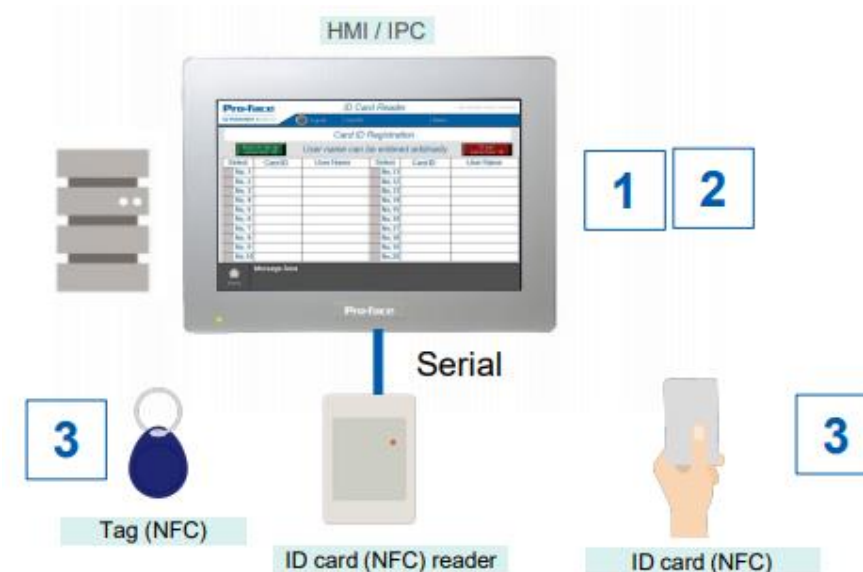 HMI / IPC
Pro-face
ID Card Reader
Card ID Registration
User name can be entered arbitrarily
Select Card ID User Name Select Card ID User Name
No. 1 No. 11
No. 2 No. 12
No. 3 No. 13
No. 4 No. 14
No. 5 No. 15
No. 6 No. 16
No. 7 No. 17
No. 8 No. 18
No. 9 No. 19
No. 10 No. 20
Message Area
Pro-face
1 2
Serial
3
3
Tag (NFC)
ID card (NFC) reader
ID card (NFC)